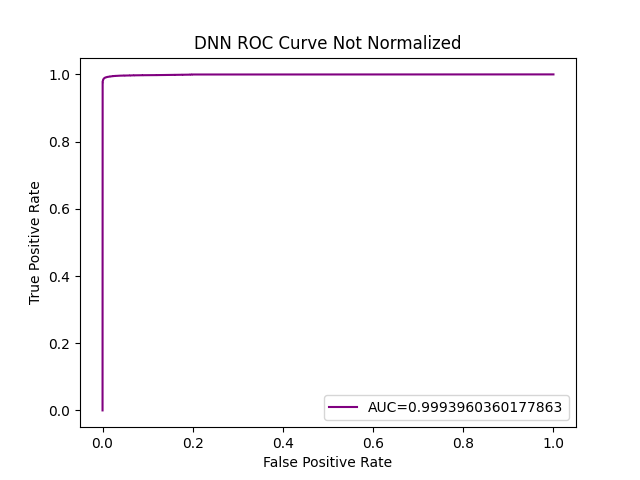 DNN ROC Curve Not Normalized
1.0
0.8
0.6
0.4
0.2
0.0
True Positive Rate
AUC=0.9993960360177863
0.0 0.2 0.4 0.6 0.8 1.0
False Positive Rate